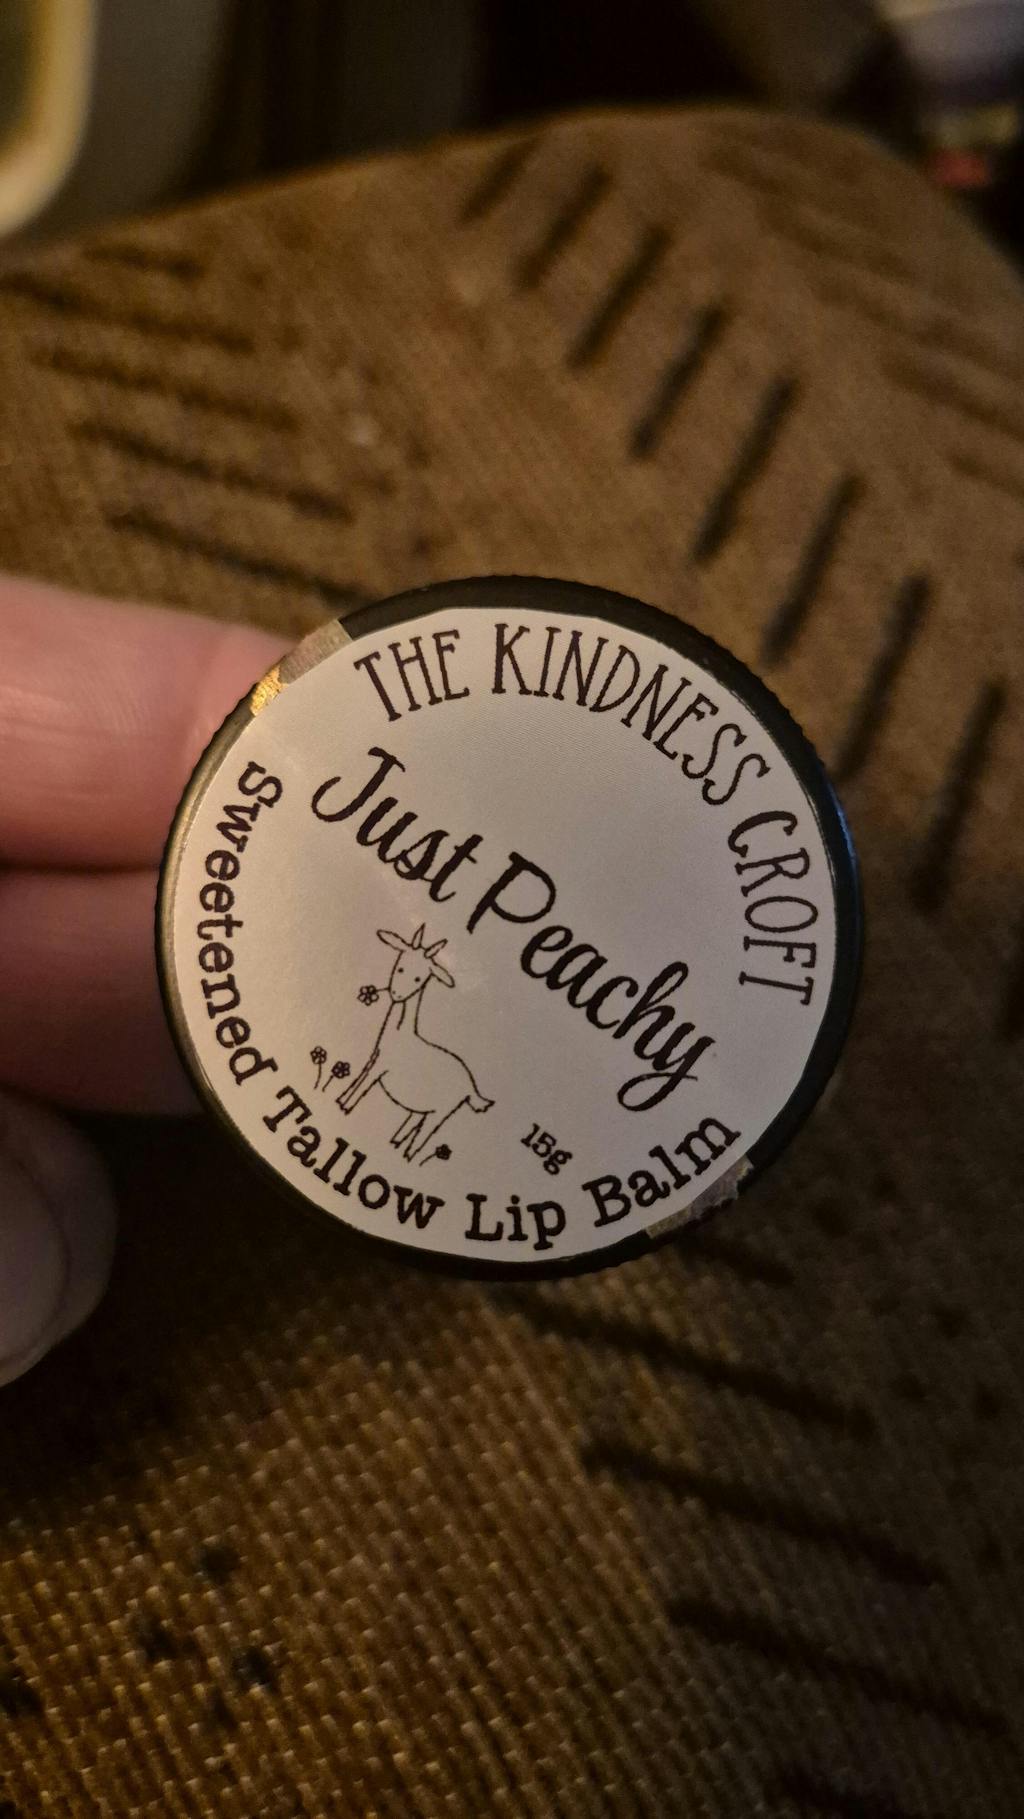 THE KINDNESS CROFT
Just Peachy
15g
Sweetened Tallow Lip Balm